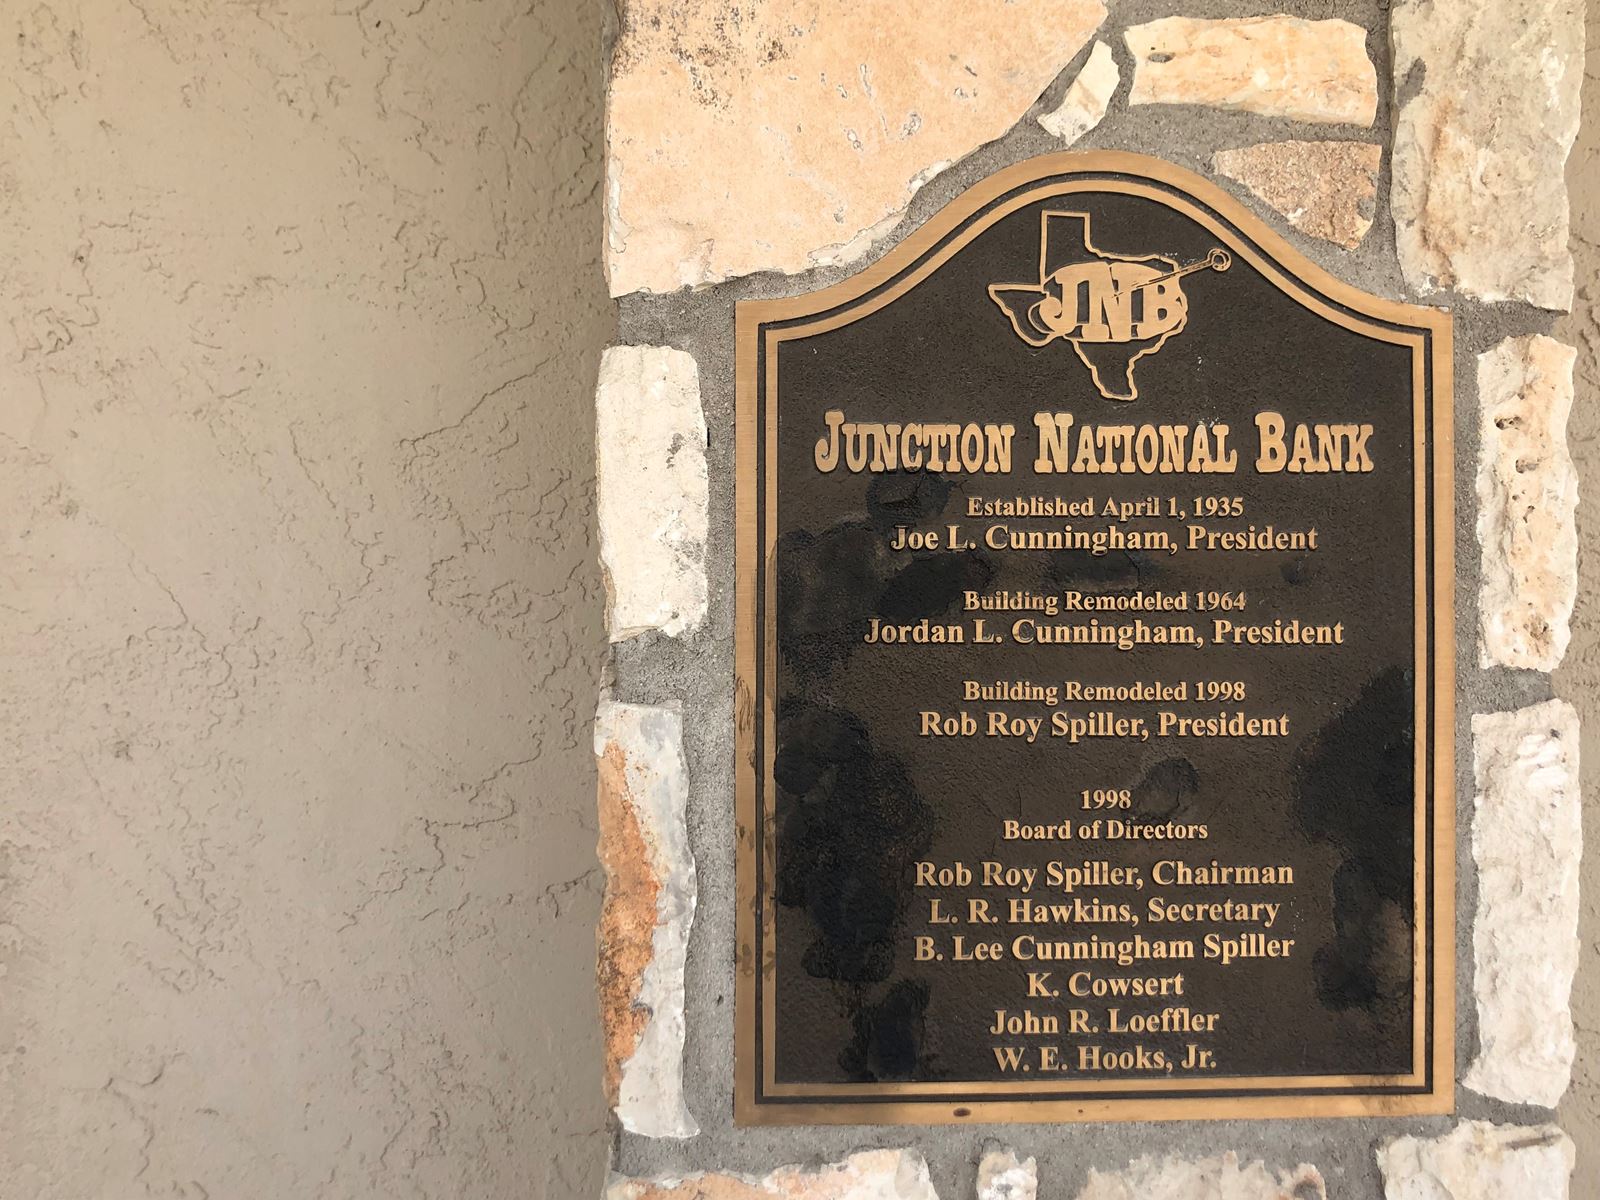 JNB
JUNCTION NATIONAL BANK
Established April 1, 1935
Joe L. Cunningham, President
Building Remodeled 1964
Jordan L. Cunningham, President
Building Remodeled 1998
Rob Roy Spiller, President
1998
Board of Directors
Rob Roy Spiller, Chairman
L. R. Hawkins, Secretary
B. Lee Cunningham Spiller
K. Cowsert
John R. Loeffler
W. E. Hooks, Jr.